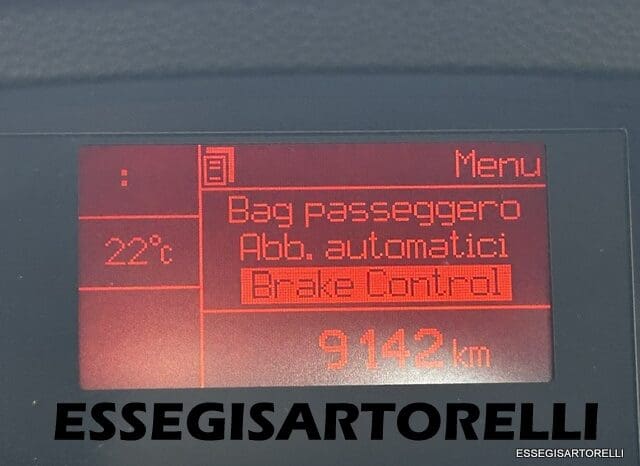 Menu
:
Bag passeggero
22°c
Abb. automatici
Brake Control
9142 km
ESSEGISARTORELLI
ESSEGISARTORELLI